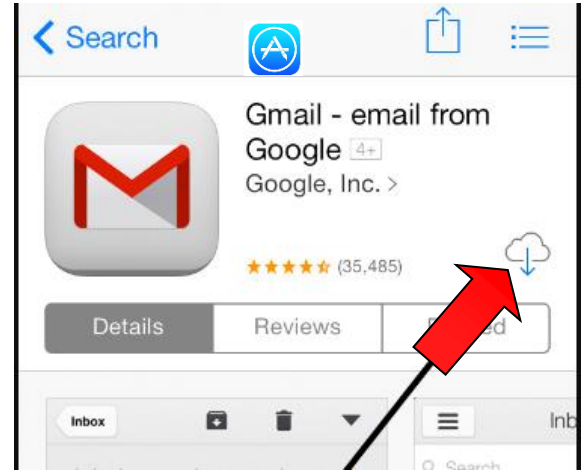 Search
Gmail - email from
Google 4+
Google, Inc. >
(35,485)
Details Reviews
Inbox
Search